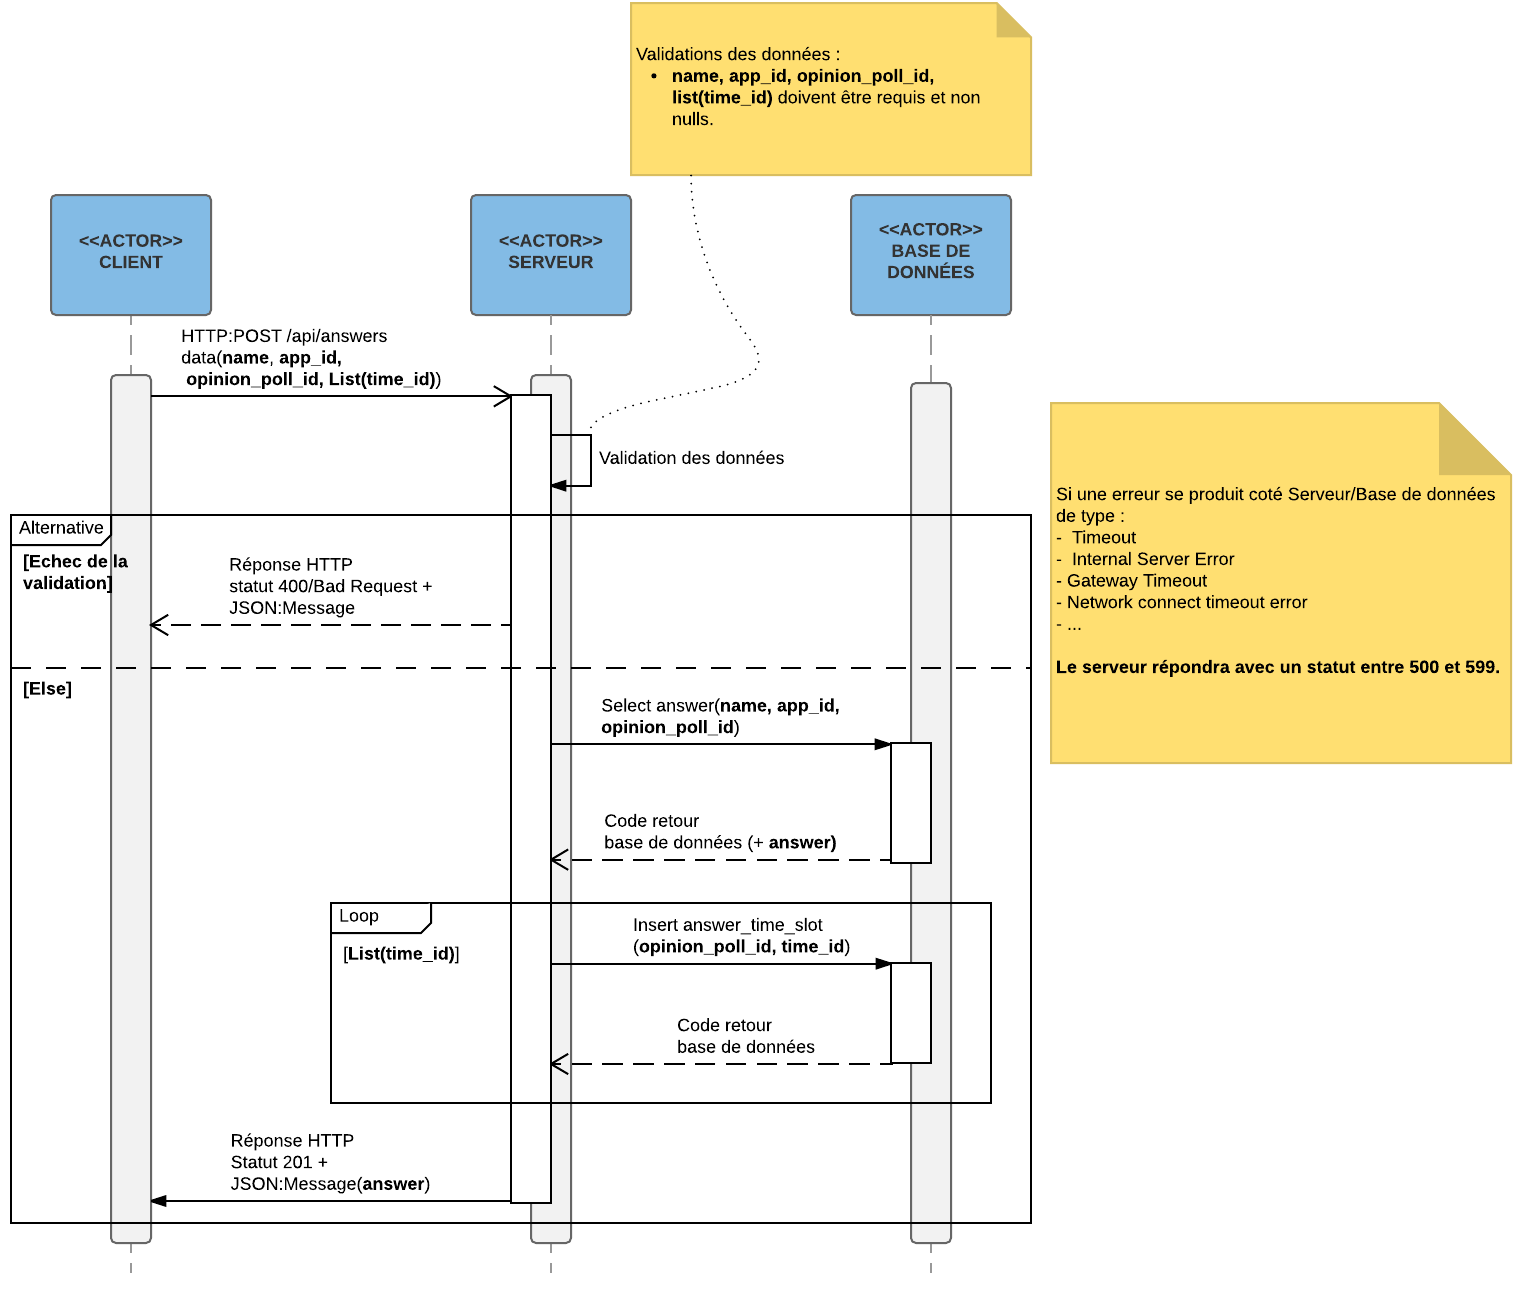 Validations des données :
• name, app_id, opinion_poll_id,
list(time_id) doivent être requis et non
nulls.
<<ACTOR>>
CLIENT
<<ACTOR>>
SERVEUR
<<ACTOR>>
BASE DE
DONNÉES
HTTP:POST /api/answers
data(name, app_id,
opinion_poll_id, List(time_id))
Validation des données
Si une erreur se produit coté Serveur/Base de données
de type :
- Timeout
- Internal Server Error
- Gateway Timeout
- Network connect timeout error
- ...
Le serveur répondra avec un statut entre 500 et 599.
Alternative
[Echec de la
validation]
Réponse HTTP
statut 400/Bad Request +
JSON:Message
[Else]
Select answer(name, app_id,
opinion_poll_id)
Code retour
base de données (+ answer)
Loop
[List(time_id)]
Insert answer_time_slot
(opinion_poll_id, time_id)
Code retour
base de données
Réponse HTTP
Statut 201 +
JSON:Message(answer)